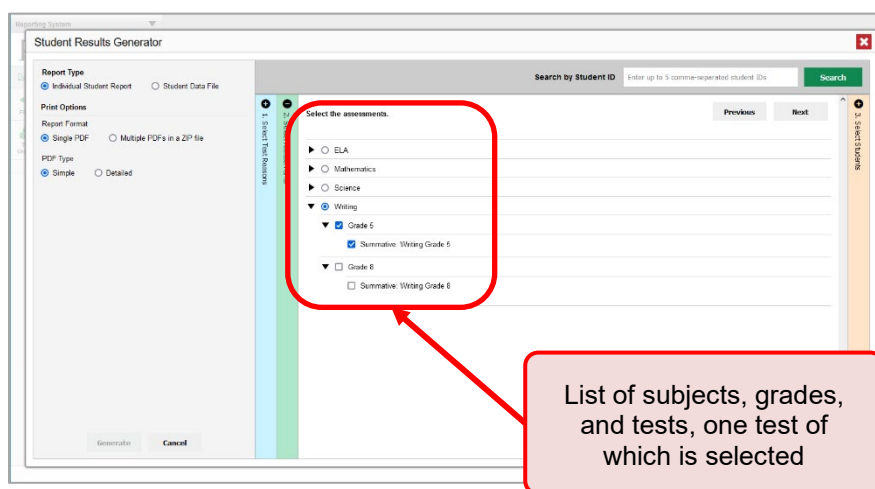 Reporting System
Student Results Generator
Report Type
Individual Student Report
Student Data File
Print Options
Report Format
Single PDF
Multiple PDFs in a ZIP file
PDF Type
Simple
Detailed
Generate
Cancel
Search by Student ID
Enter up to 5 comma-separated student IDs
Search
1. Select Test Reasons
2. Select
Select the assessments.
Previous
Next
ELA
Mathematics
Science
Writing
Grade 5
Summative: Writing Grade 5
Grade 8
Summative: Writing Grade 8
3. Select Students
List of subjects, grades,
and tests, one test of
which is selected